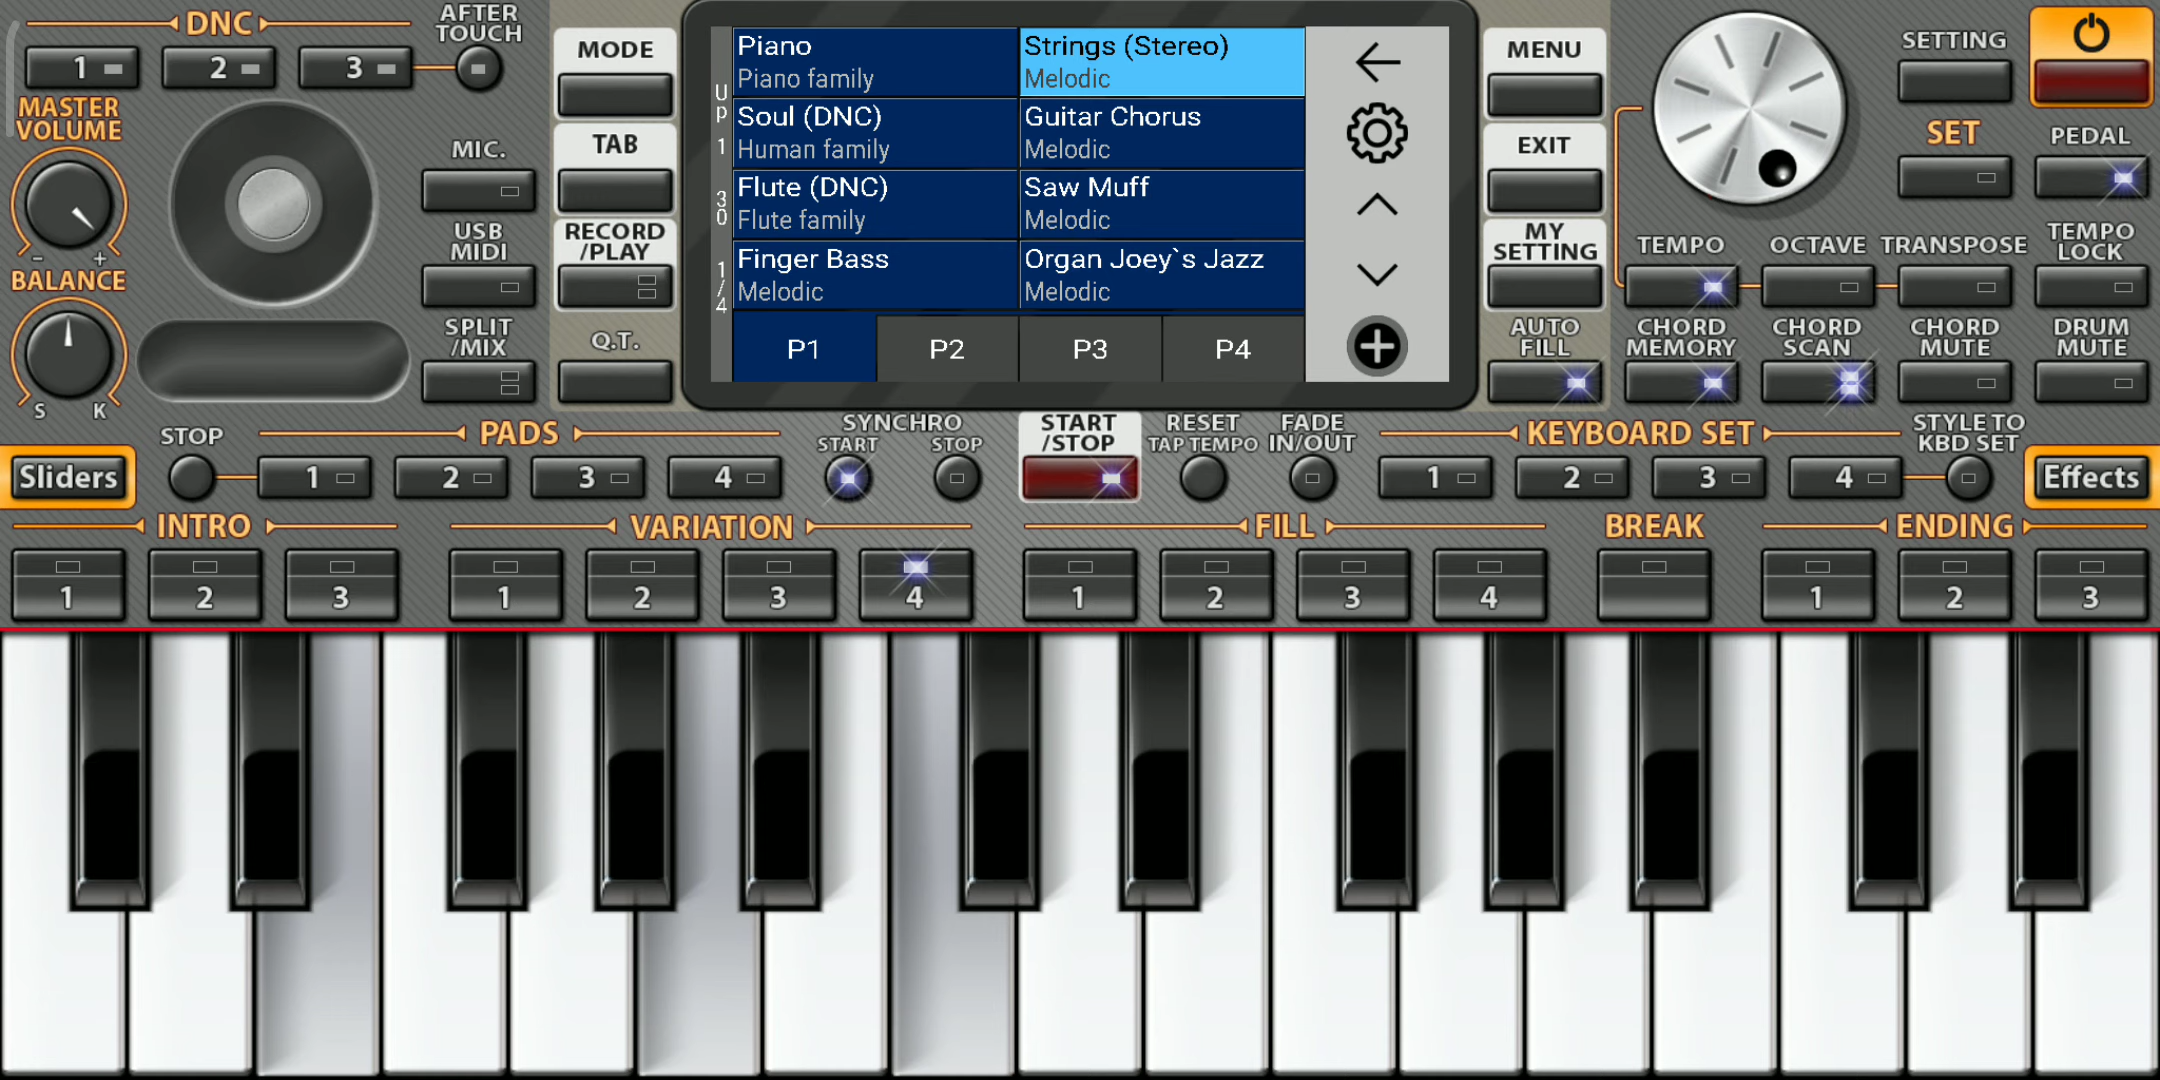 DNC
AFTER
TOUCH
1
2
3
MASTER
VOLUME
- +
BALANCE
S K
MIC.
USB
MIDI
SPLIT
/MIX
MODE
TAB
RECORD
/PLAY
Q.T.
Up 1
30
1/4
Piano
Piano family
Strings (Stereo)
Melodic
Soul (DNC)
Human family
Guitar Chorus
Melodic
Flute (DNC)
Flute family
Saw Muff
Melodic
Finger Bass
Melodic
Organ Joey`s Jazz
Melodic
P1
P2
P3
P4
MENU
EXIT
MY
SETTING
AUTO
FILL
SETTING
SET
PEDAL
TEMPO
OCTAVE
TRANSPOSE
TEMPO
LOCK
CHORD
MEMORY
CHORD
SCAN
CHORD
MUTE
DRUM
MUTE
Sliders
STOP
PADS
1
2
3
4
SYNCHRO
START
STOP
START
/STOP
RESET
TAP TEMPO
FADE
IN/OUT
KEYBOARD SET
1
2
3
4
STYLE TO
KBD SET
Effects
INTRO
1
2
3
VARIATION
1
2
3
4
FILL
1
2
3
4
BREAK
ENDING
1
2
3